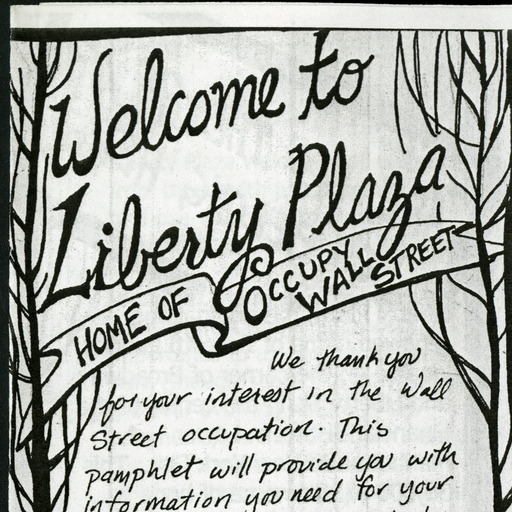 Welcome to
Liberty Plaza
HOME OF OCCUPY
WALL STREET
We thank you
for your interest in the Wall
Street occupation. This
pamphlet will provide you with
information you need for your